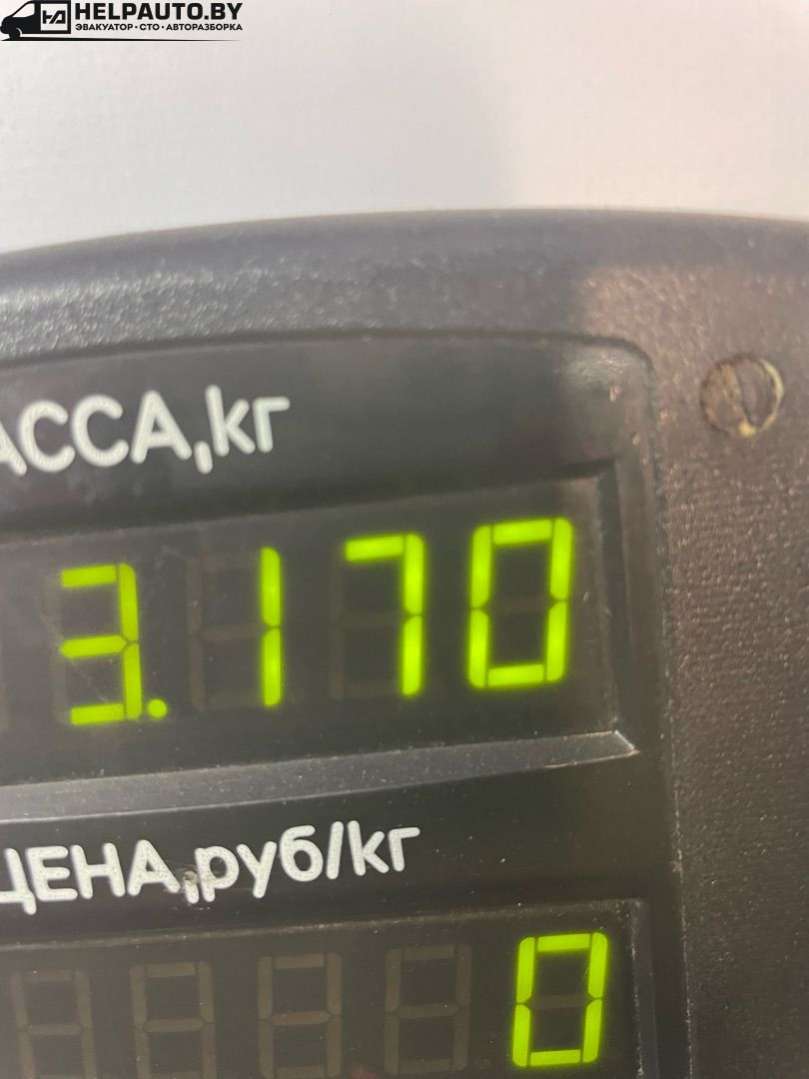 HELPAUTO.BY
ЭВАКУАТОР · СТО · АВТОРАЗБОРКА
АССА,кг
3.170
ЦЕНА,руб/кг
0